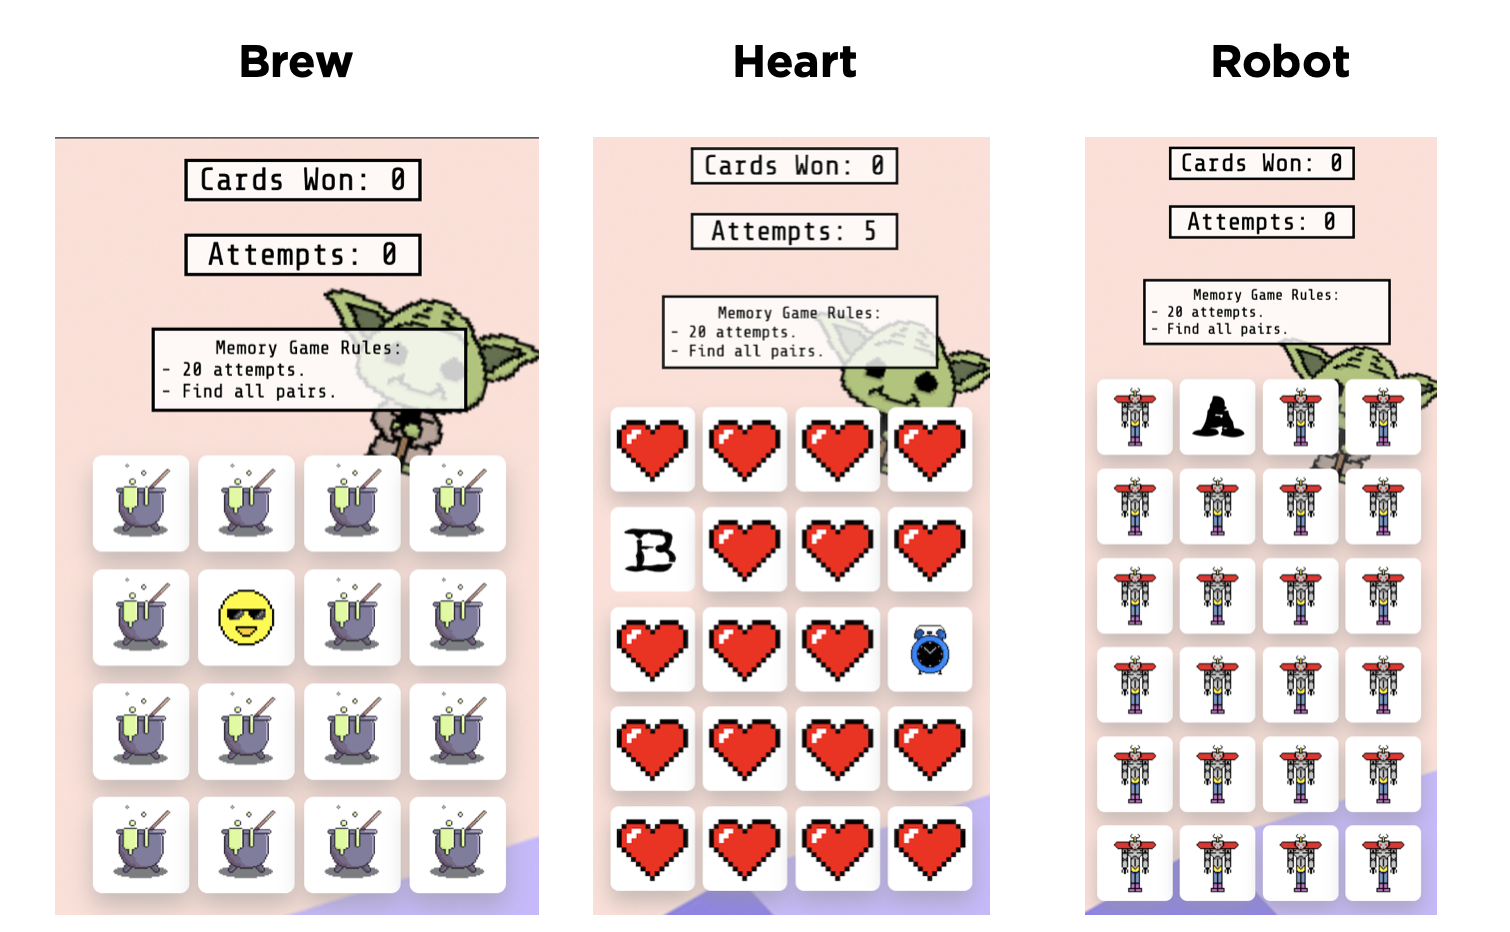 Brew
Heart
Robot
Cards Won: 0
Attempts: 0
Memory Game Rules:
- 20 attempts.
- Find all pairs.
Cards Won: 0
Attempts: 5
Memory Game Rules:
- 20 attempts.
- Find all pairs.
B
Cards Won: 0
Attempts: 0
Memory Game Rules:
- 20 attempts.
- Find all pairs.
A